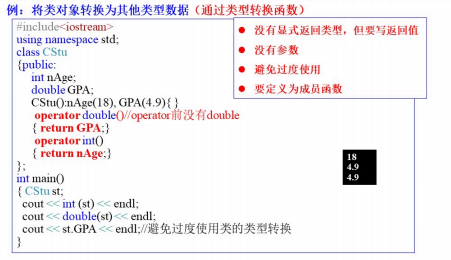 例：将类对象转换为其他类型数据（通过类型转换函数）
#include<iostream>
using namespace std;
class CStu
{public:
int nAge;
double GPA;
CStu():nAge(18), GPA(4.9){ }
operator double()//operator前没有double
{ return GPA;}
operator int()
{ return nAge;}
};
int main()
{ CStu st;
cout << int (st) << endl;
cout << double(st)<< endl;
cout << st.GPA << endl;//避免过度使用类的类型转换
}
● 没有显式返回类型，但要写返回值
● 没有参数
● 避免过度使用
● 要定义为成员函数
18
4.9
4.9